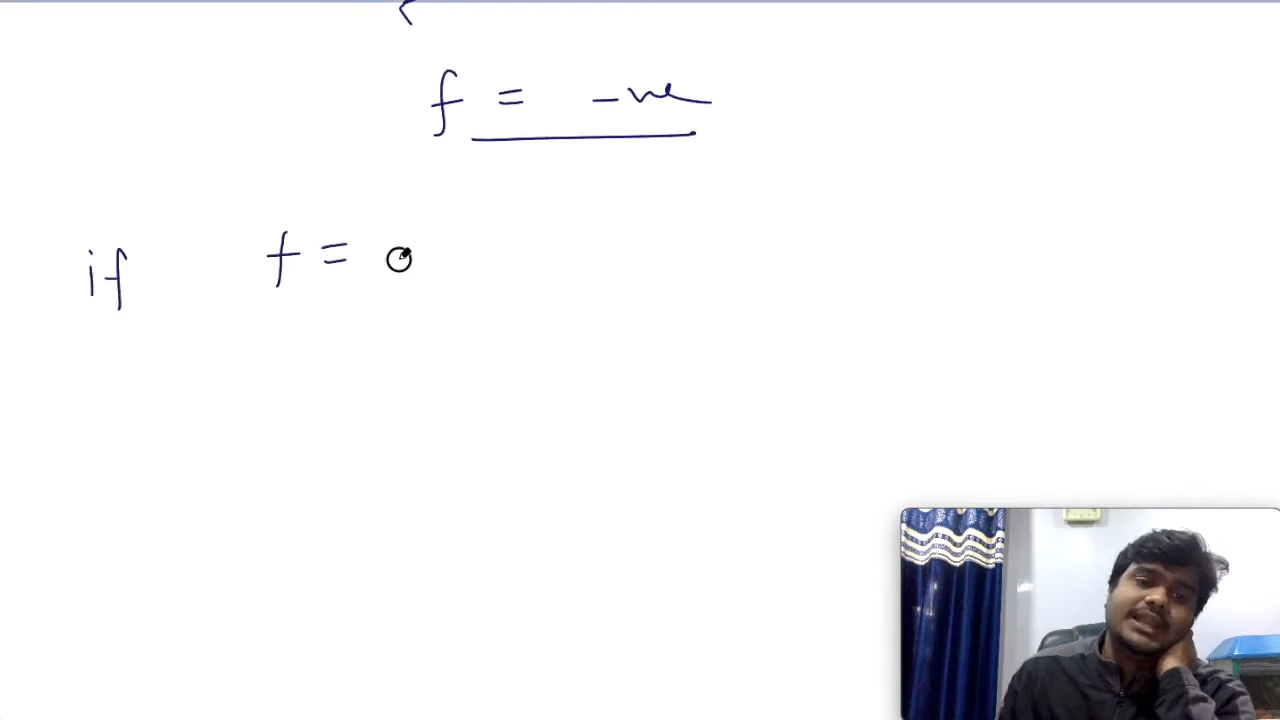 f = -ve
if f = 0